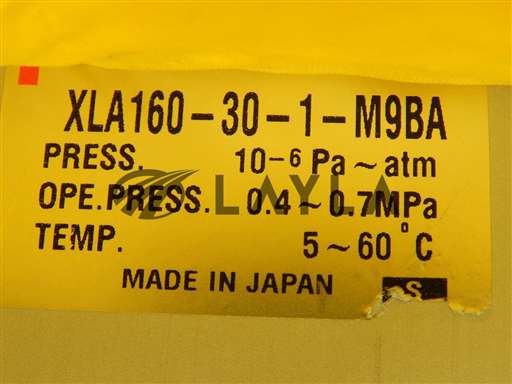 XLA160-30-1-M9BA
PRESS. 10-6 Pa~atm
LAYLA
OPE.PRESS. 0.4~0.7MPa
TEMP. 5~60°C
MADE IN JAPAN S